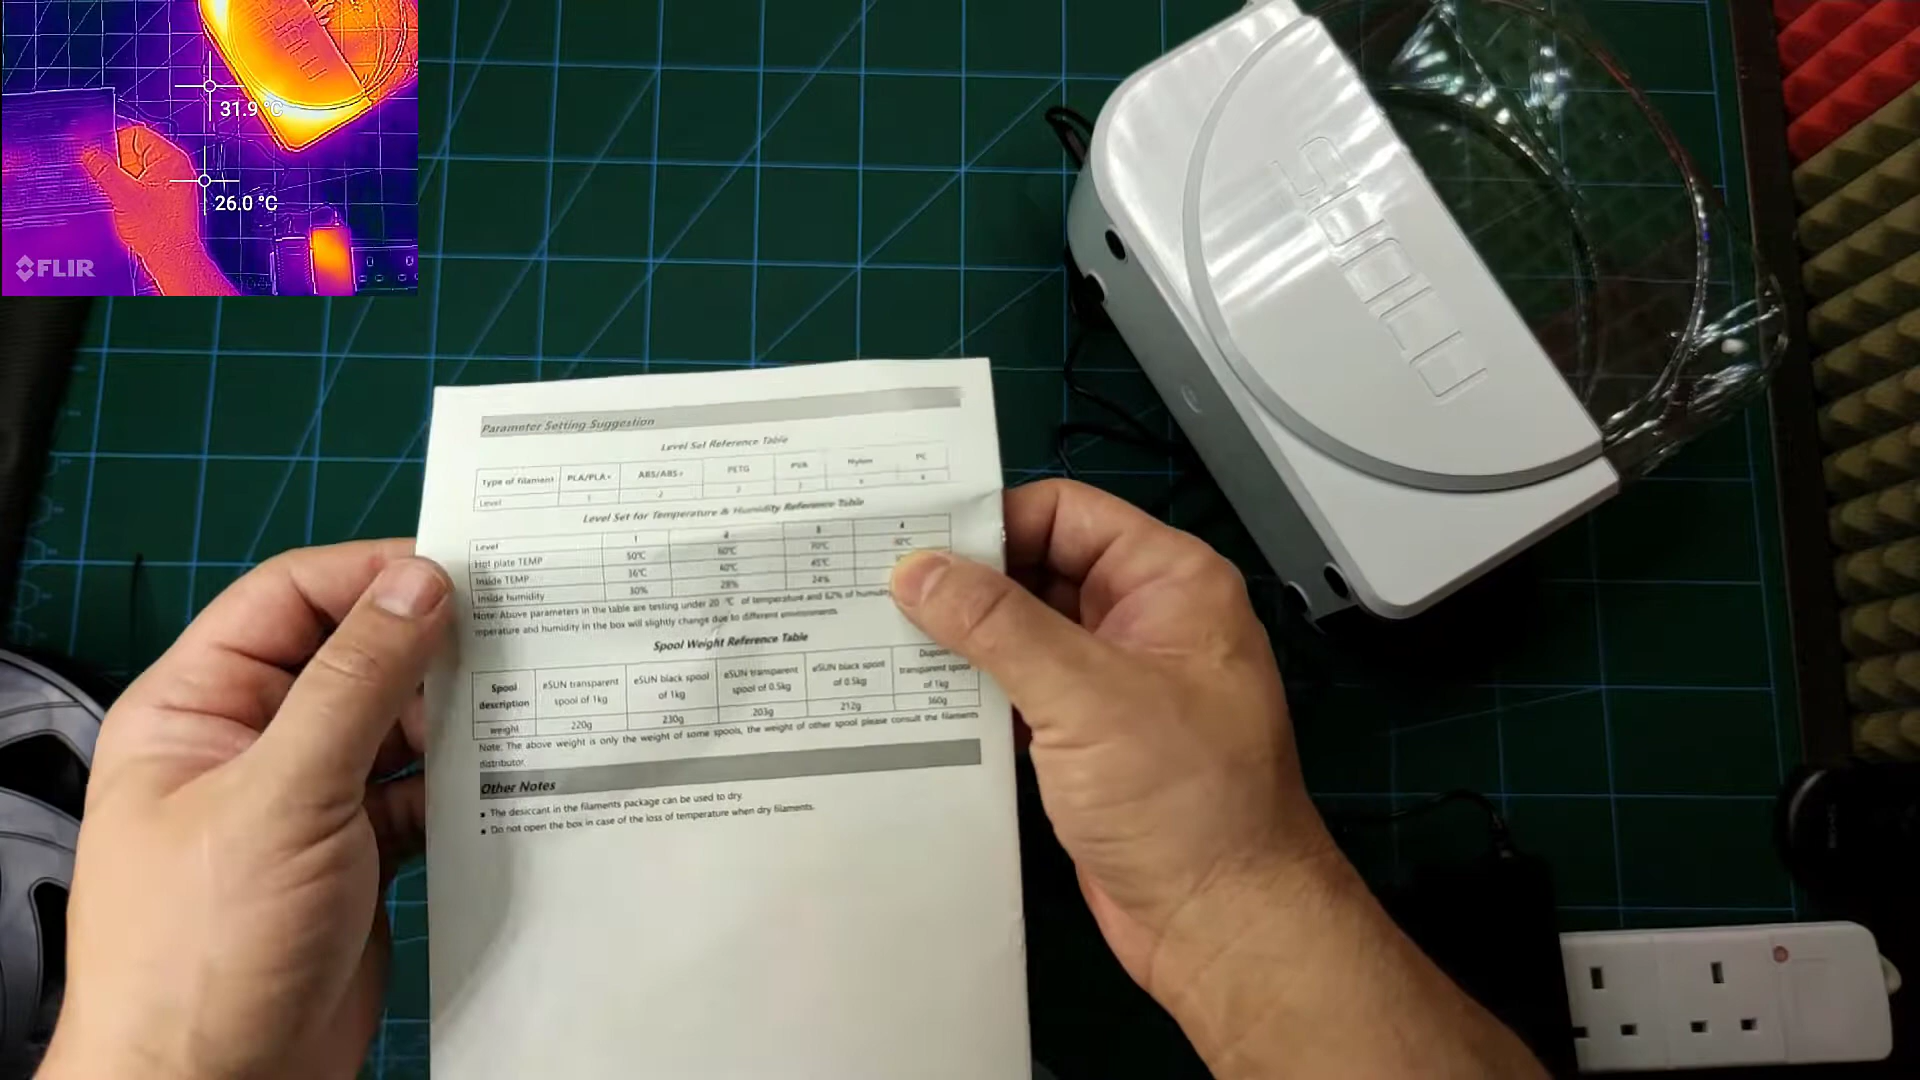 31.9 °C
26.0 °C
FLIR
Parameter Setting Suggestion
Level Set Reference Table
Type of filament PLA/PLA+ ABS/ABS+ PETG PVA Nylon PC
Level 1 2 2
Level Set for Temperature & Humidity Reference Table
Level 1 2 3 4
Hot plate TEMP 50℃ 60℃ 70℃
Inside TEMP 36℃ 40℃ 45℃
Inside humidity 30% 28% 24%
Note: Above parameters in the table are testing under 20 ℃ of temperature and 62% of humidity
mperature and humidity in the box will slightly change due to different environments.
Spool Weight Reference Table
Spool description eSUN transparent spool of 1kg eSUN black spool of 1kg eSUN transparent spool of 0.5kg eSUN black spool of 0.5kg Dupont transparent spool of 1kg
weight 220g 230g 203g 212g 360g
Note: The above weight is only the weight of some spools, the weight of other spool please consult the filaments
distributor.
Other Notes
▪ The desiccant in the filaments package can be used to dry.
▪ Do not open the box in case of the loss of temperature when dry filaments.